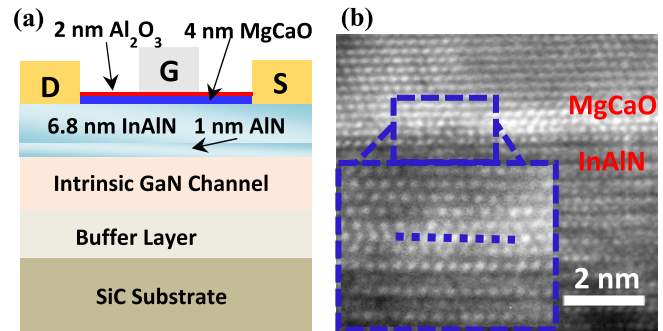 (a)
2 nm Al₂O₃
4 nm MgCaO
G
D
S
6.8 nm InAlN
1 nm AlN
Intrinsic GaN Channel
Buffer Layer
SiC Substrate
(b)
MgCaO
InAlN
2 nm